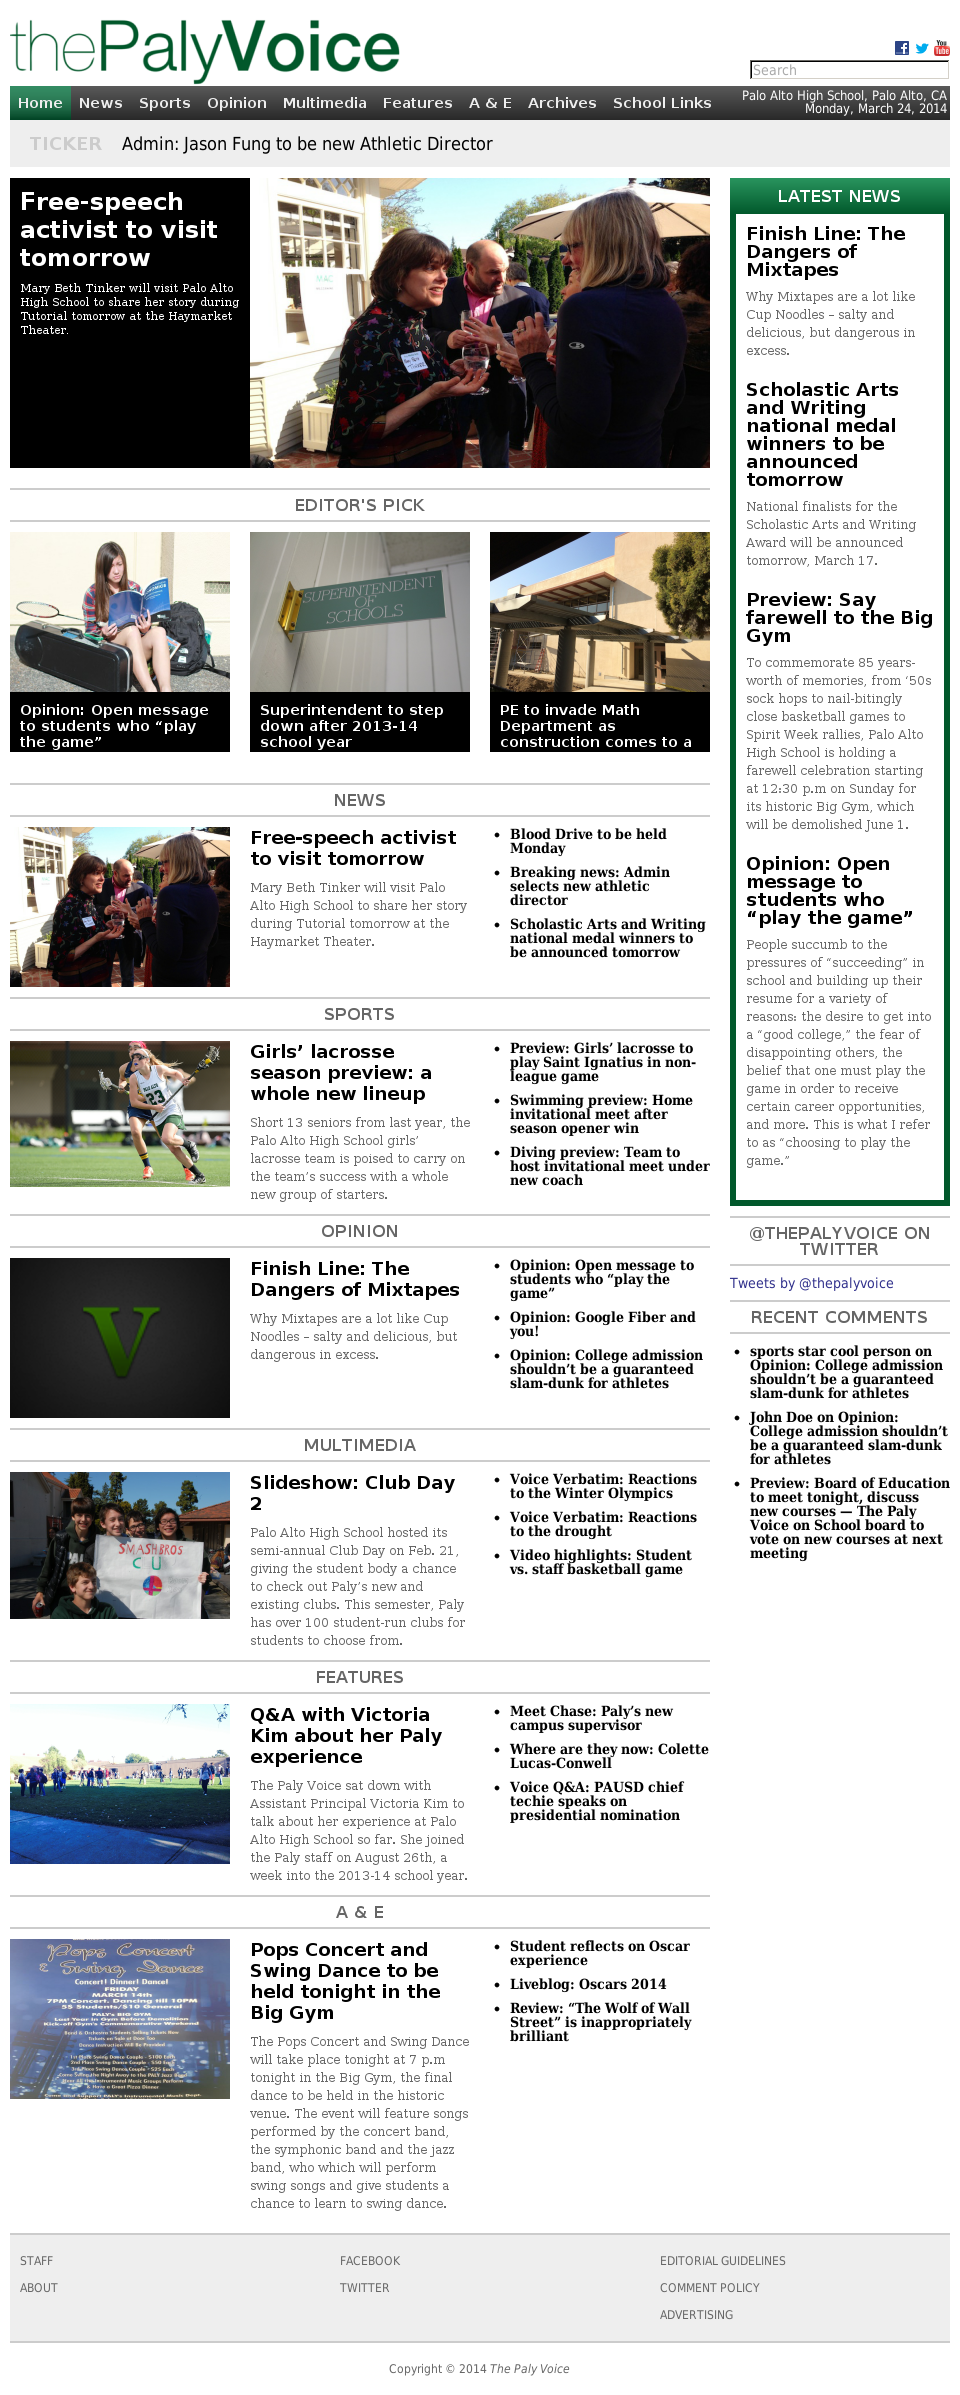 thePalyVoice
Search
Home News Sports Opinion Multimedia Features A & E Archives School Links
Palo Alto High School, Palo Alto, CA
Monday, March 24, 2014
TICKER Admin: Jason Fung to be new Athletic Director
Free-speech
activist to visit
tomorrow
Mary Beth Tinker will visit Palo Alto
High School to share her story during
Tutorial tomorrow at the Haymarket
Theater.
EDITOR'S PICK
SUPERINTENDENT
OF
SCHOOLS
Opinion: Open message
to students who “play
the game”
Superintendent to step
down after 2013-14
school year
PE to invade Math
Department as
construction comes to a
NEWS
Free-speech activist
to visit tomorrow
Mary Beth Tinker will visit Palo
Alto High School to share her story
during Tutorial tomorrow at the
Haymarket Theater.
• Blood Drive to be held
Monday
• Breaking news: Admin
selects new athletic
director
• Scholastic Arts and Writing
national medal winners to
be announced tomorrow
SPORTS
23
Girls’ lacrosse
season preview: a
whole new lineup
Short 13 seniors from last year, the
Palo Alto High School girls’
lacrosse team is poised to carry on
the team’s success with a whole
new group of starters.
• Preview: Girls’ lacrosse to
play Saint Ignatius in non-
league game
• Swimming preview: Home
invitational meet after
season opener win
• Diving preview: Team to
host invitational meet under
new coach
OPINION
V
Finish Line: The
Dangers of Mixtapes
Why Mixtapes are a lot like Cup
Noodles – salty and delicious, but
dangerous in excess.
• Opinion: Open message to
students who “play the
game”
• Opinion: Google Fiber and
you!
• Opinion: College admission
shouldn’t be a guaranteed
slam-dunk for athletes
MULTIMEDIA
SMASH BROS
CU
Slideshow: Club Day
2
Palo Alto High School hosted its
semi-annual Club Day on Feb. 21,
giving the student body a chance
to check out Paly’s new and
existing clubs. This semester, Paly
has over 100 student-run clubs for
students to choose from.
• Voice Verbatim: Reactions
to the Winter Olympics
• Voice Verbatim: Reactions
to the drought
• Video highlights: Student
vs. staff basketball game
FEATURES
Q&A with Victoria
Kim about her Paly
experience
The Paly Voice sat down with
Assistant Principal Victoria Kim to
talk about her experience at Palo
Alto High School so far. She joined
the Paly staff on August 26th, a
week into the 2013-14 school year.
• Meet Chase: Paly’s new
campus supervisor
• Where are they now: Colette
Lucas-Conwell
• Voice Q&A: PAUSD chief
techie speaks on
presidential nomination
A & E
Pops Concert
& Swing Dance
Concert! Dinner! Dance!
FRIDAY
MARCH 14th
7PM Concert, Dancing till 10PM
$5 Students/$10 General
PALY's BIG GYM
Last Year in Gym Before Demolition
Kick-off Gym's Commemorative Weekend
Pops Concert and
Swing Dance to be
held tonight in the
Big Gym
The Pops Concert and Swing Dance
will take place tonight at 7 p.m
tonight in the Big Gym, the final
dance to be held in the historic
venue. The event will feature songs
performed by the concert band,
the symphonic band and the jazz
band, who which will perform
swing songs and give students a
chance to learn to swing dance.
• Student reflects on Oscar
experience
• Liveblog: Oscars 2014
• Review: “The Wolf of Wall
Street” is inappropriately
brilliant
LATEST NEWS
Finish Line: The
Dangers of
Mixtapes
Why Mixtapes are a lot like
Cup Noodles – salty and
delicious, but dangerous in
excess.
Scholastic Arts
and Writing
national medal
winners to be
announced
tomorrow
National finalists for the
Scholastic Arts and Writing
Award will be announced
tomorrow, March 17.
Preview: Say
farewell to the Big
Gym
To commemorate 85 years-
worth of memories, from ‘50s
sock hops to nail-bitingly
close basketball games to
Spirit Week rallies, Palo Alto
High School is holding a
farewell celebration starting
at 12:30 p.m on Sunday for
its historic Big Gym, which
will be demolished June 1.
Opinion: Open
message to
students who
“play the game”
People succumb to the
pressures of “succeeding” in
school and building up their
resume for a variety of
reasons: the desire to get into
a “good college,” the fear of
disappointing others, the
belief that one must play the
game in order to receive
certain career opportunities,
and more. This is what I refer
to as “choosing to play the
game.”
@THEPALYVOICE ON
TWITTER
Tweets by @thepalyvoice
RECENT COMMENTS
• sports star cool person on
Opinion: College admission
shouldn’t be a guaranteed
slam-dunk for athletes
• John Doe on Opinion:
College admission shouldn’t
be a guaranteed slam-dunk
for athletes
• Preview: Board of Education
to meet tonight, discuss
new courses — The Paly
Voice on School board to
vote on new courses at next
meeting
STAFF
ABOUT
FACEBOOK
TWITTER
EDITORIAL GUIDELINES
COMMENT POLICY
ADVERTISING
Copyright © 2014 The Paly Voice